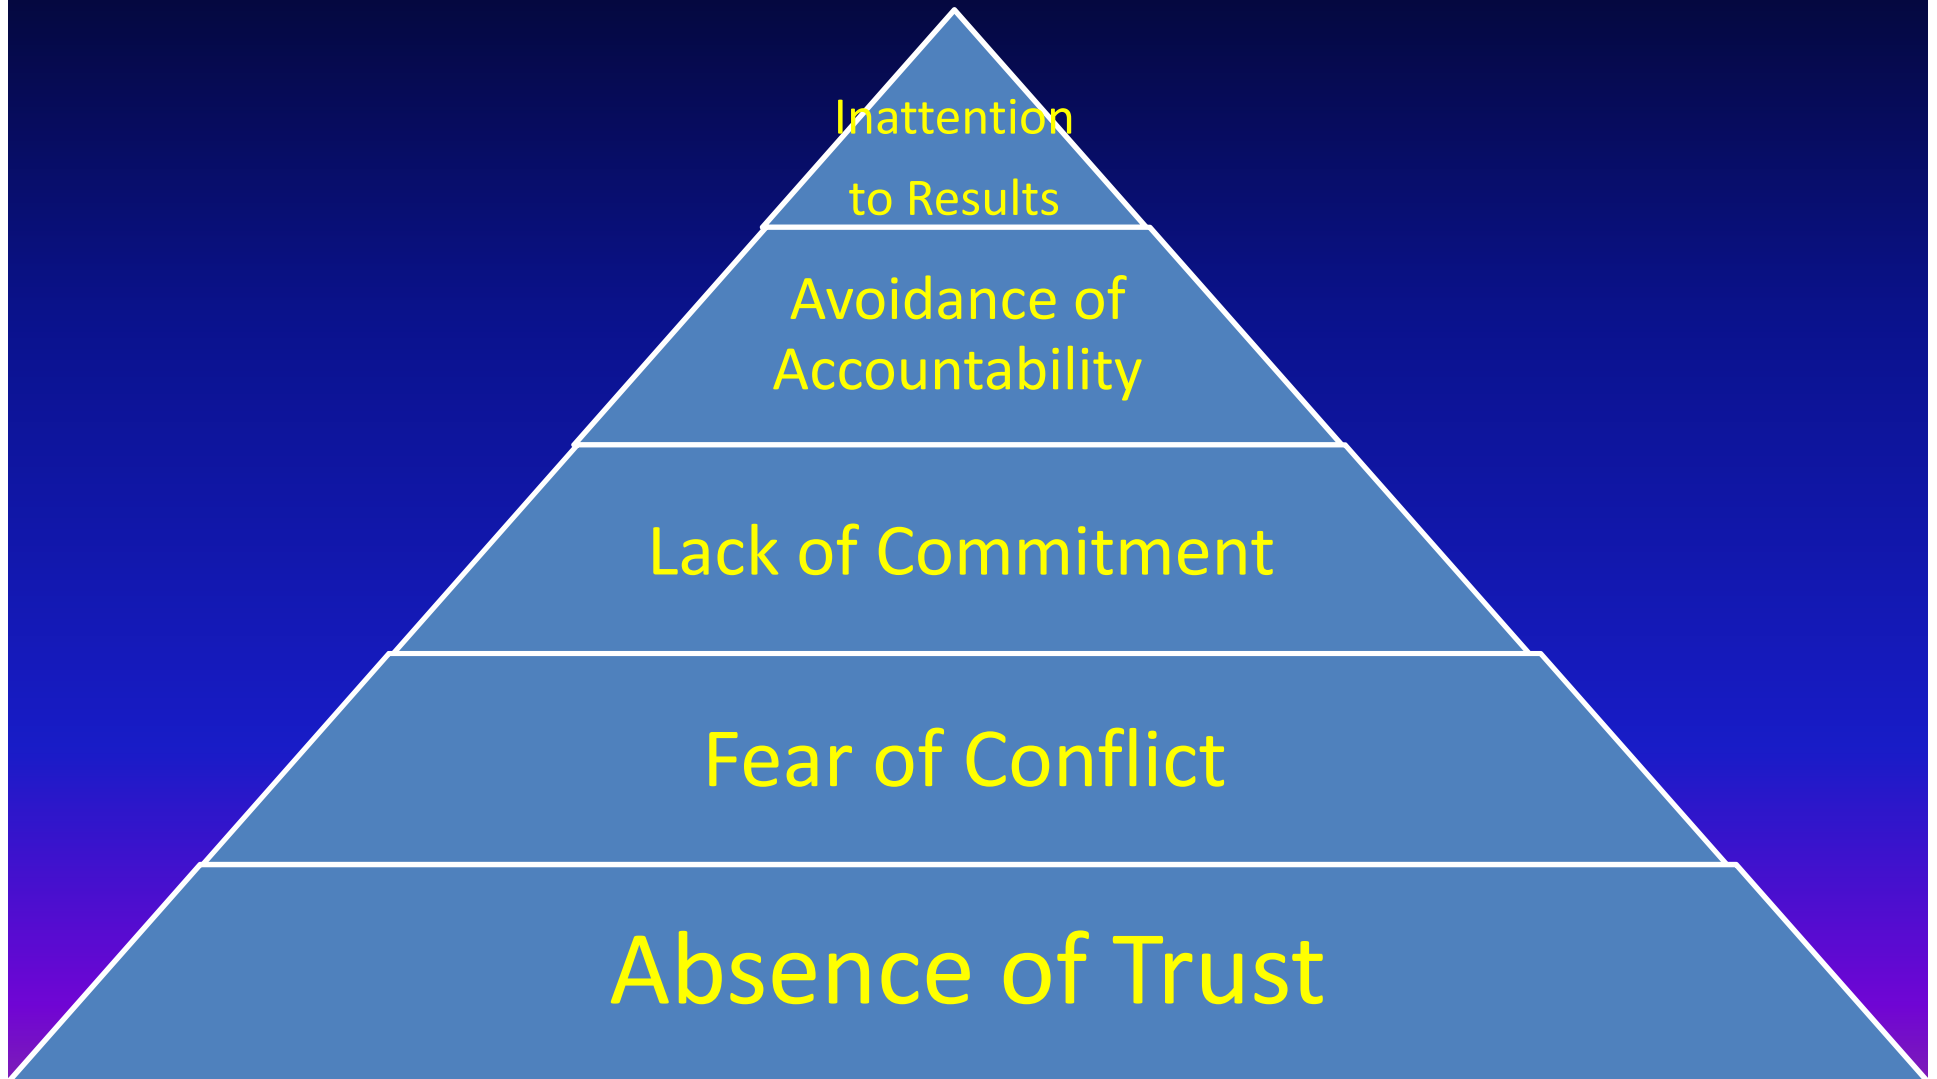 Inattention
to Results
Avoidance of
Accountability
Lack of Commitment
Fear of Conflict
Absence of Trust